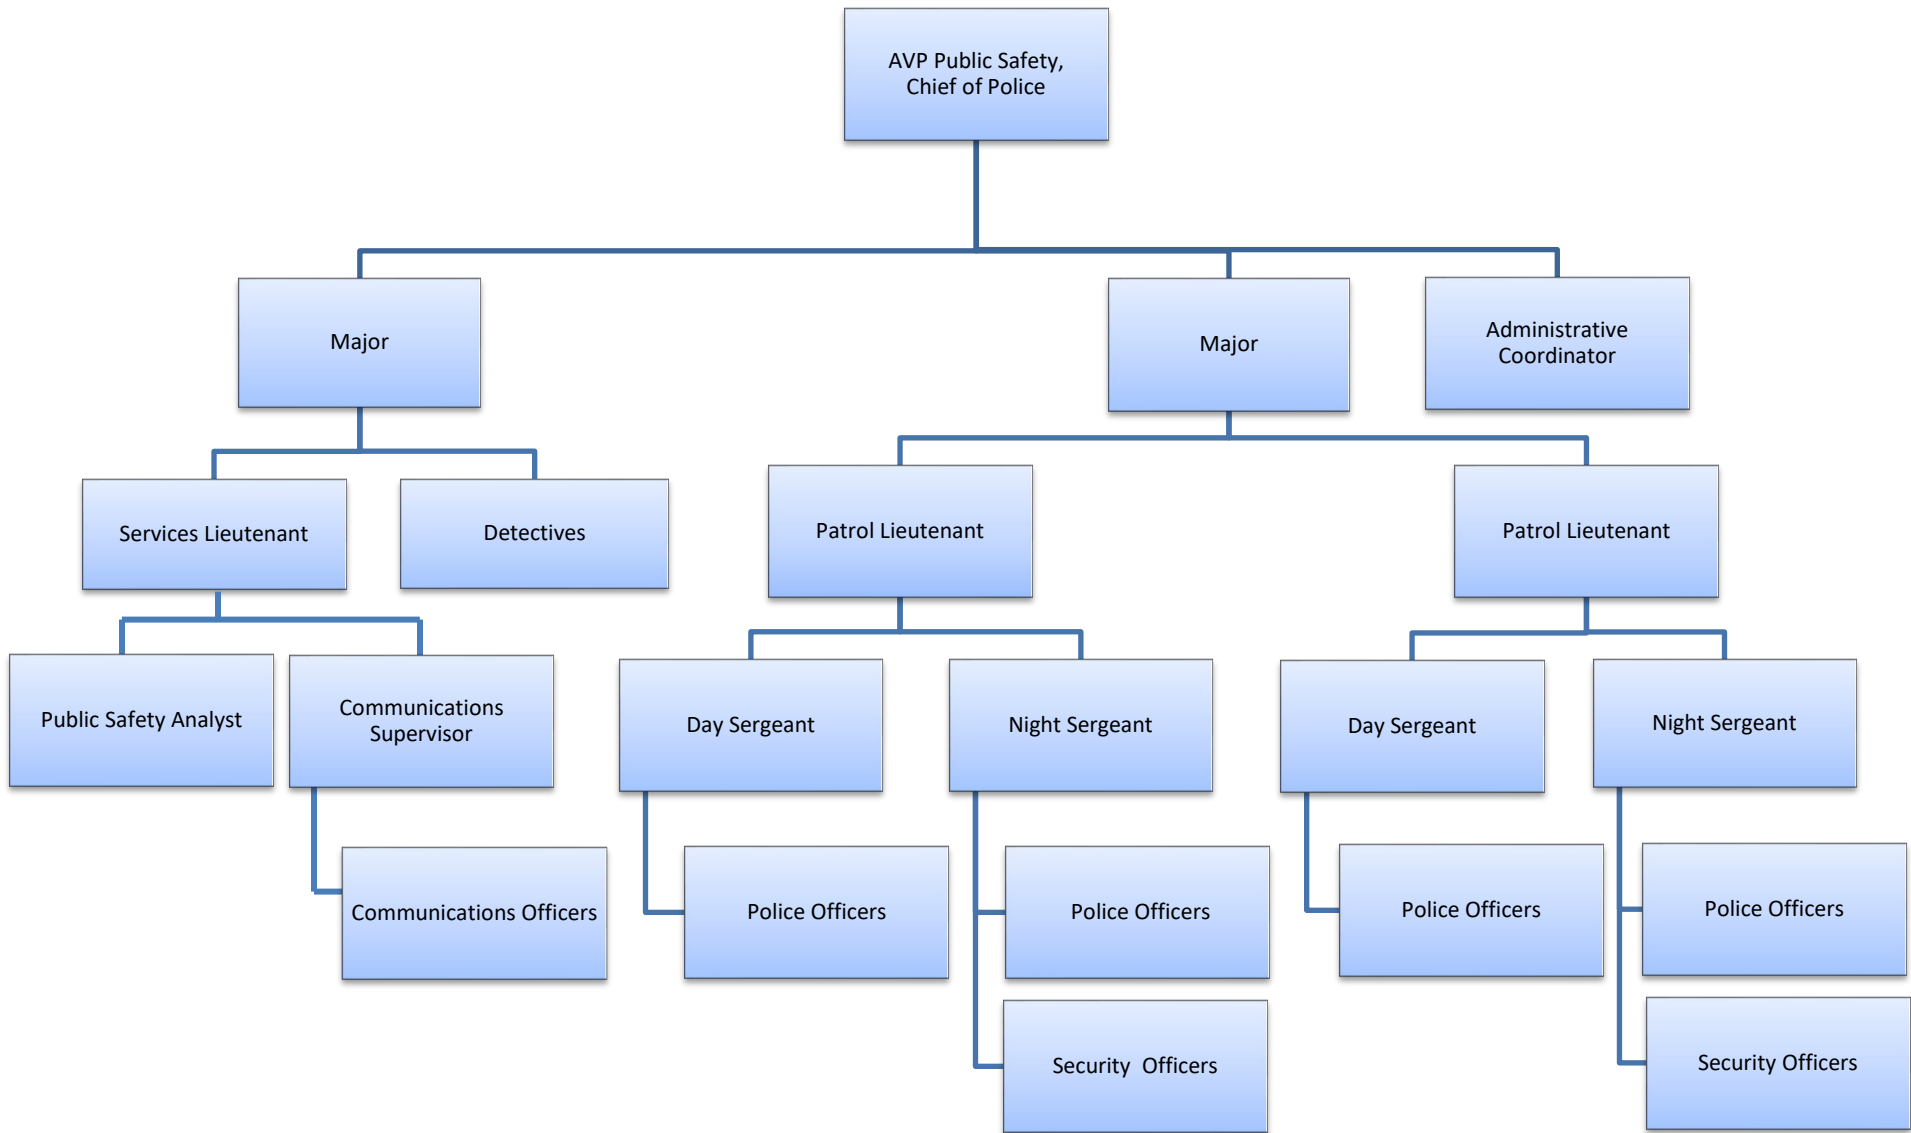 AVP Public Safety,
Chief of Police
Major
Major
Administrative
Coordinator
Services Lieutenant
Detectives
Patrol Lieutenant
Patrol Lieutenant
Public Safety Analyst
Communications
Supervisor
Day Sergeant
Night Sergeant
Day Sergeant
Night Sergeant
Communications Officers
Police Officers
Police Officers
Police Officers
Police Officers
Security  Officers
Security Officers